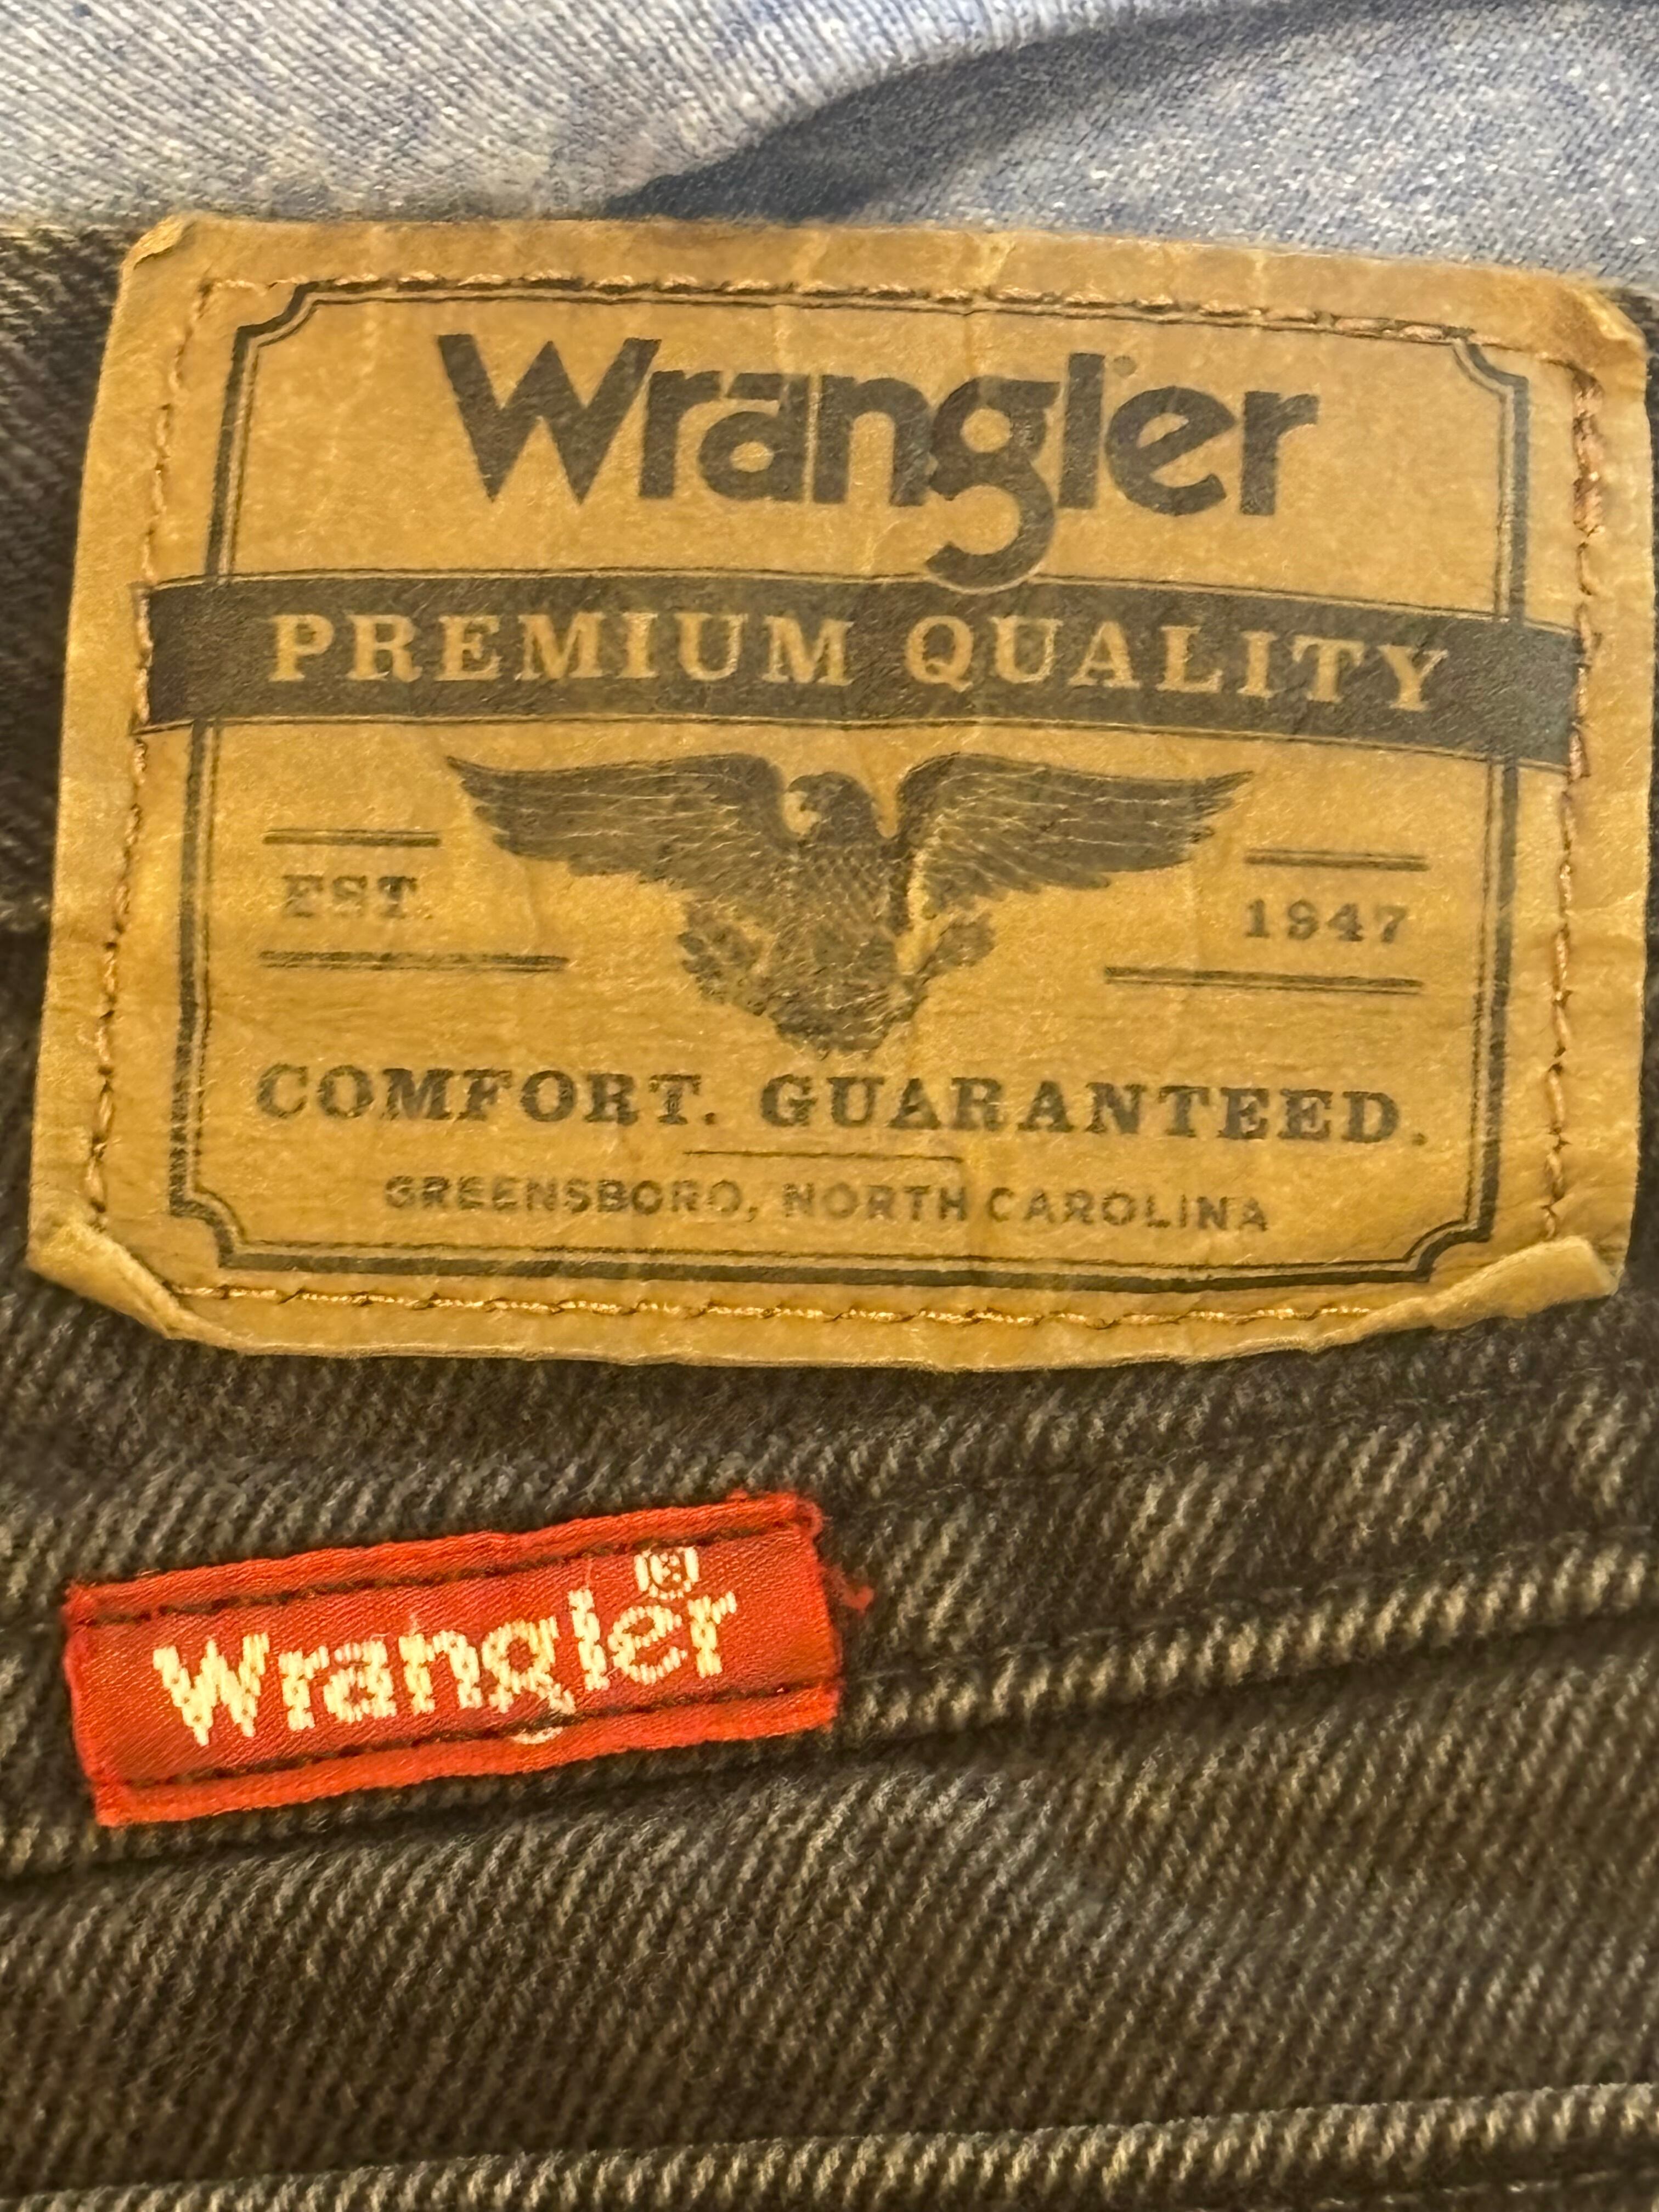 Wrangler
PREMIUM QUALITY
EST. 1947
COMFORT. GUARANTEED.
GREENSBORO, NORTH CAROLINA
Wrangler®